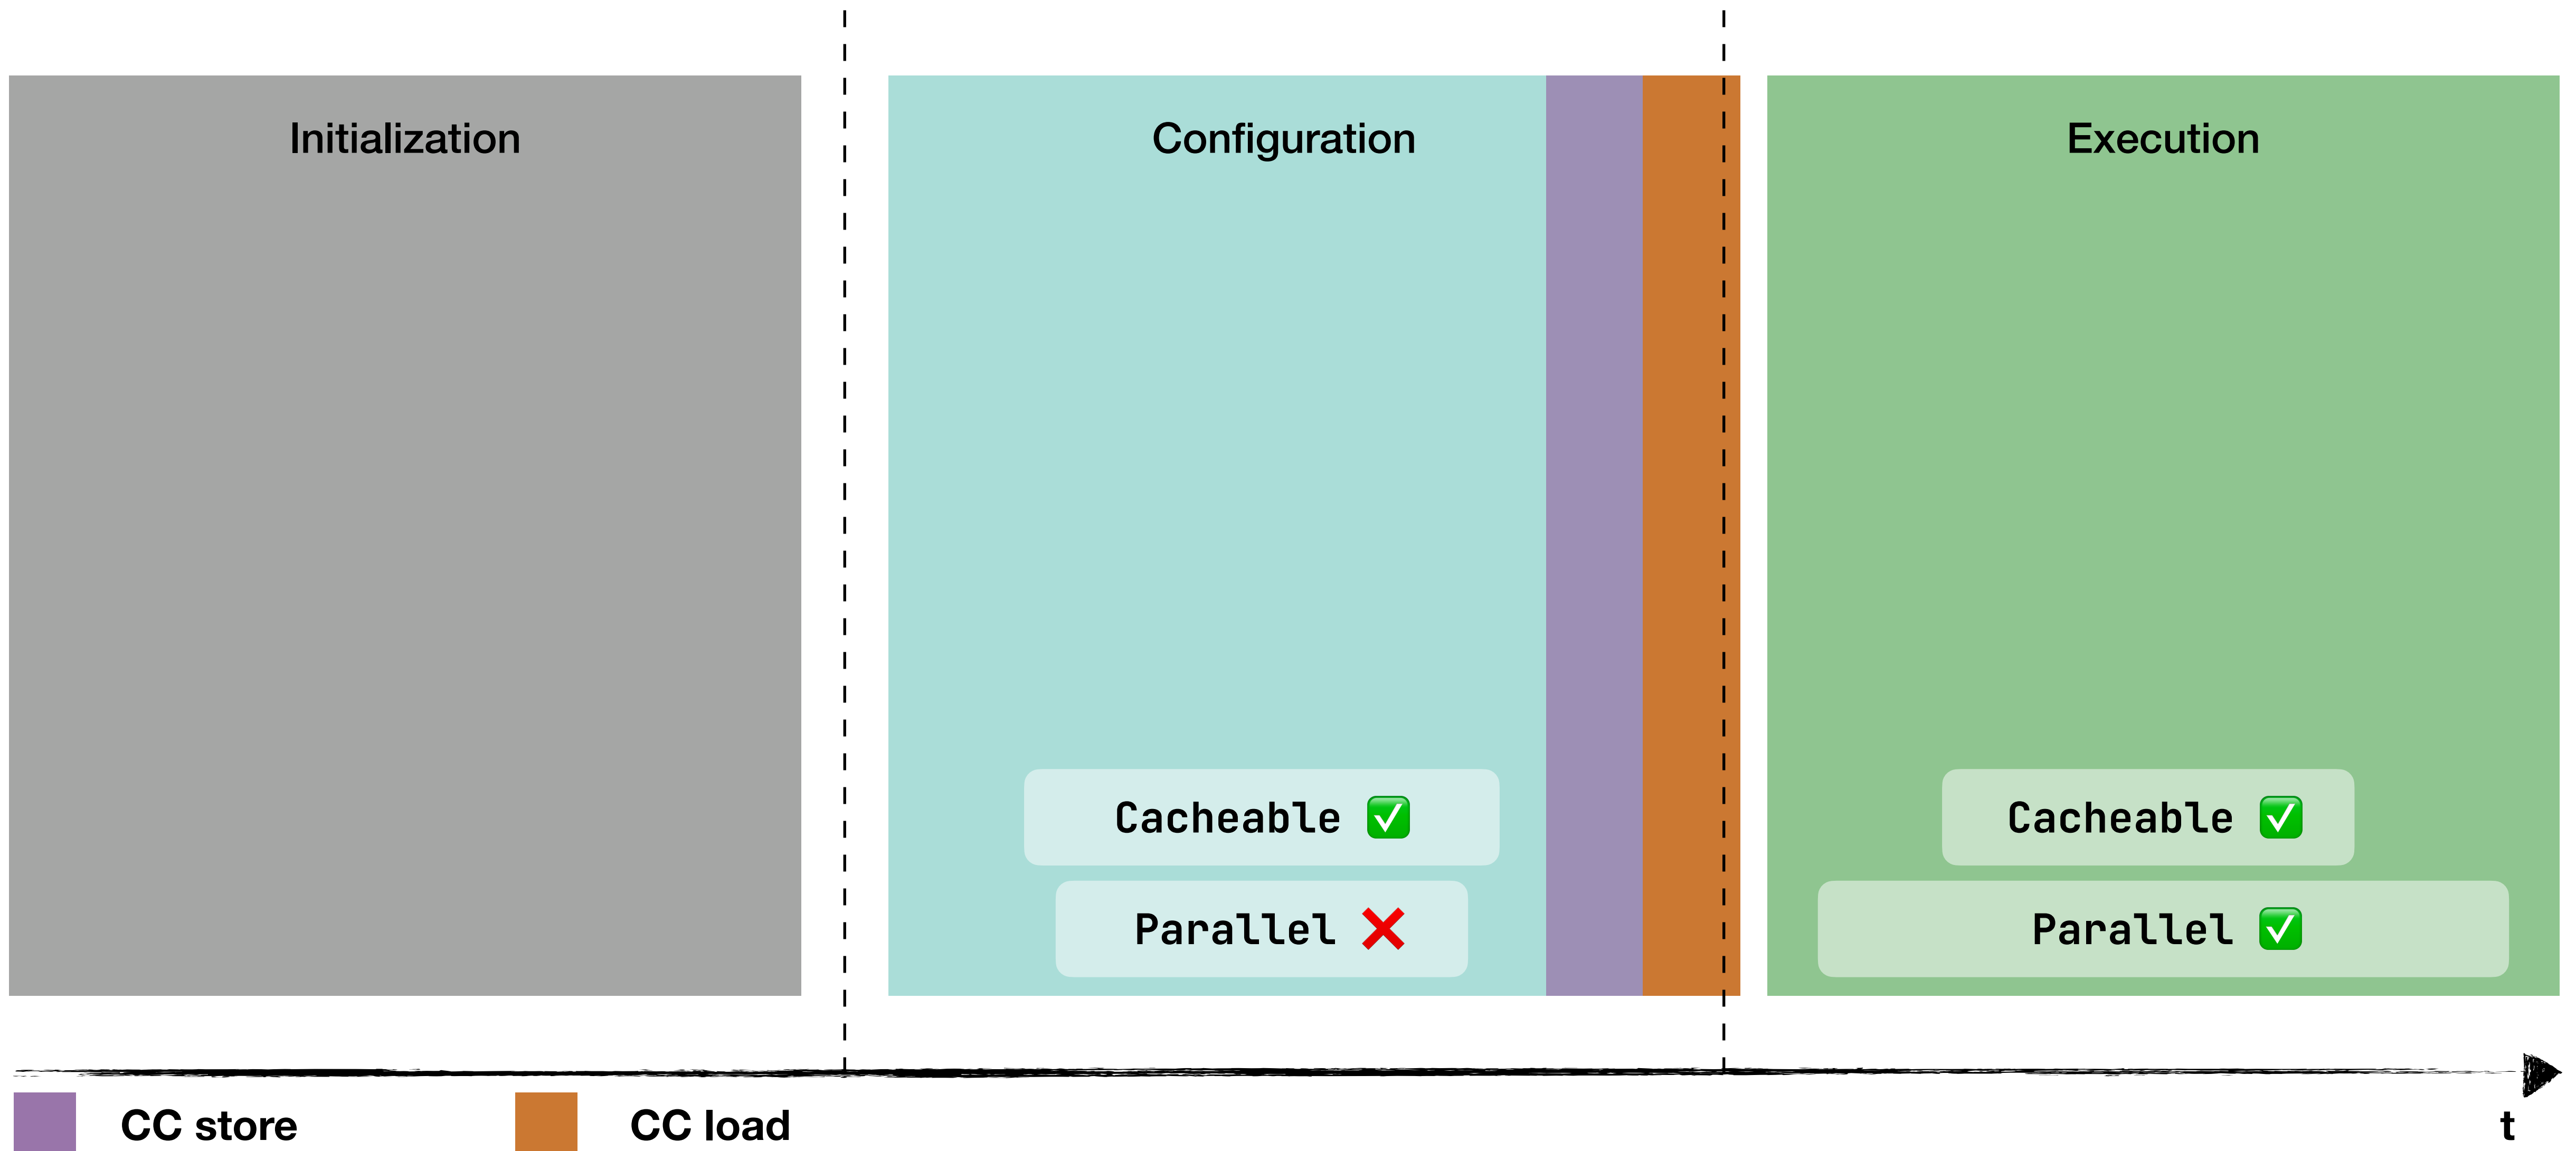 Initialization
Configuration
Execution
Cacheable ✅
Parallel ❌
Cacheable ✅
Parallel ✅
CC store
CC load
t